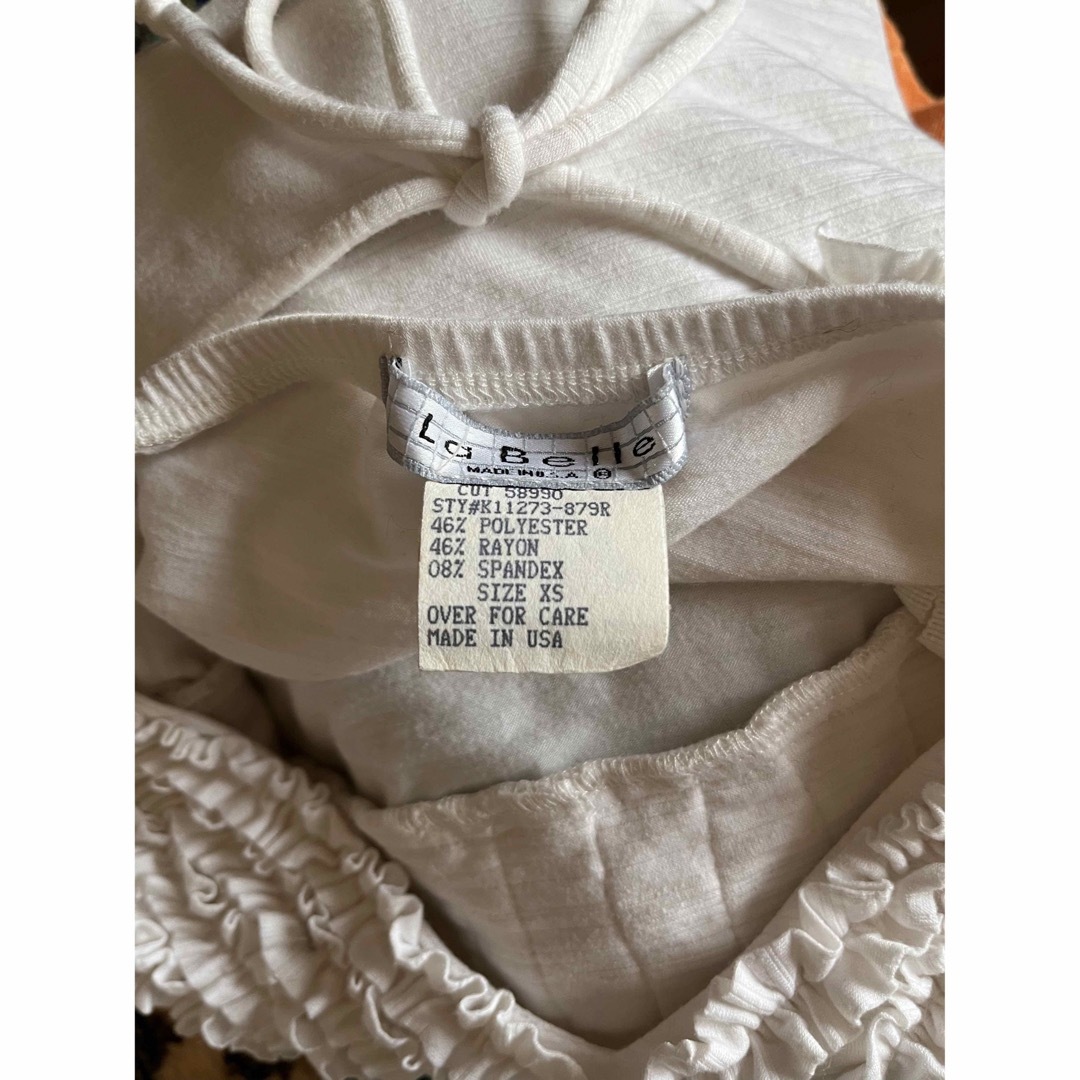 La Belle
MADE IN U.S.A ®
CUT 58990
STY#K11273-879R
46% POLYESTER
46% RAYON
08% SPANDEX
SIZE XS
OVER FOR CARE
MADE IN USA